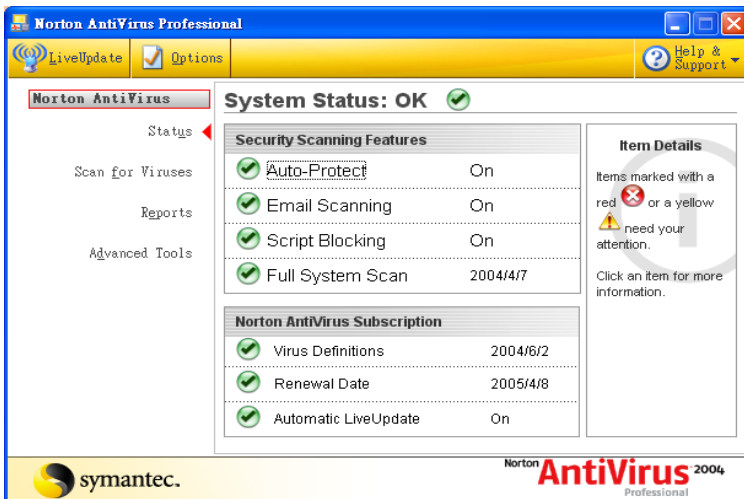 Norton AntiVirus Professional
LiveUpdate
Options
Help &
Support
Norton AntiVirus
Status
Scan for Viruses
Reports
Advanced Tools
System Status: OK
Security Scanning Features
Auto-Protect On
Email Scanning On
Script Blocking On
Full System Scan 2004/4/7
Norton AntiVirus Subscription
Virus Definitions 2004/6/2
Renewal Date 2005/4/8
Automatic LiveUpdate On
Item Details
Items marked with a
red or a yellow
need your
attention.
Click an item for more
information.
symantec.
Norton AntiVirus 2004
Professional